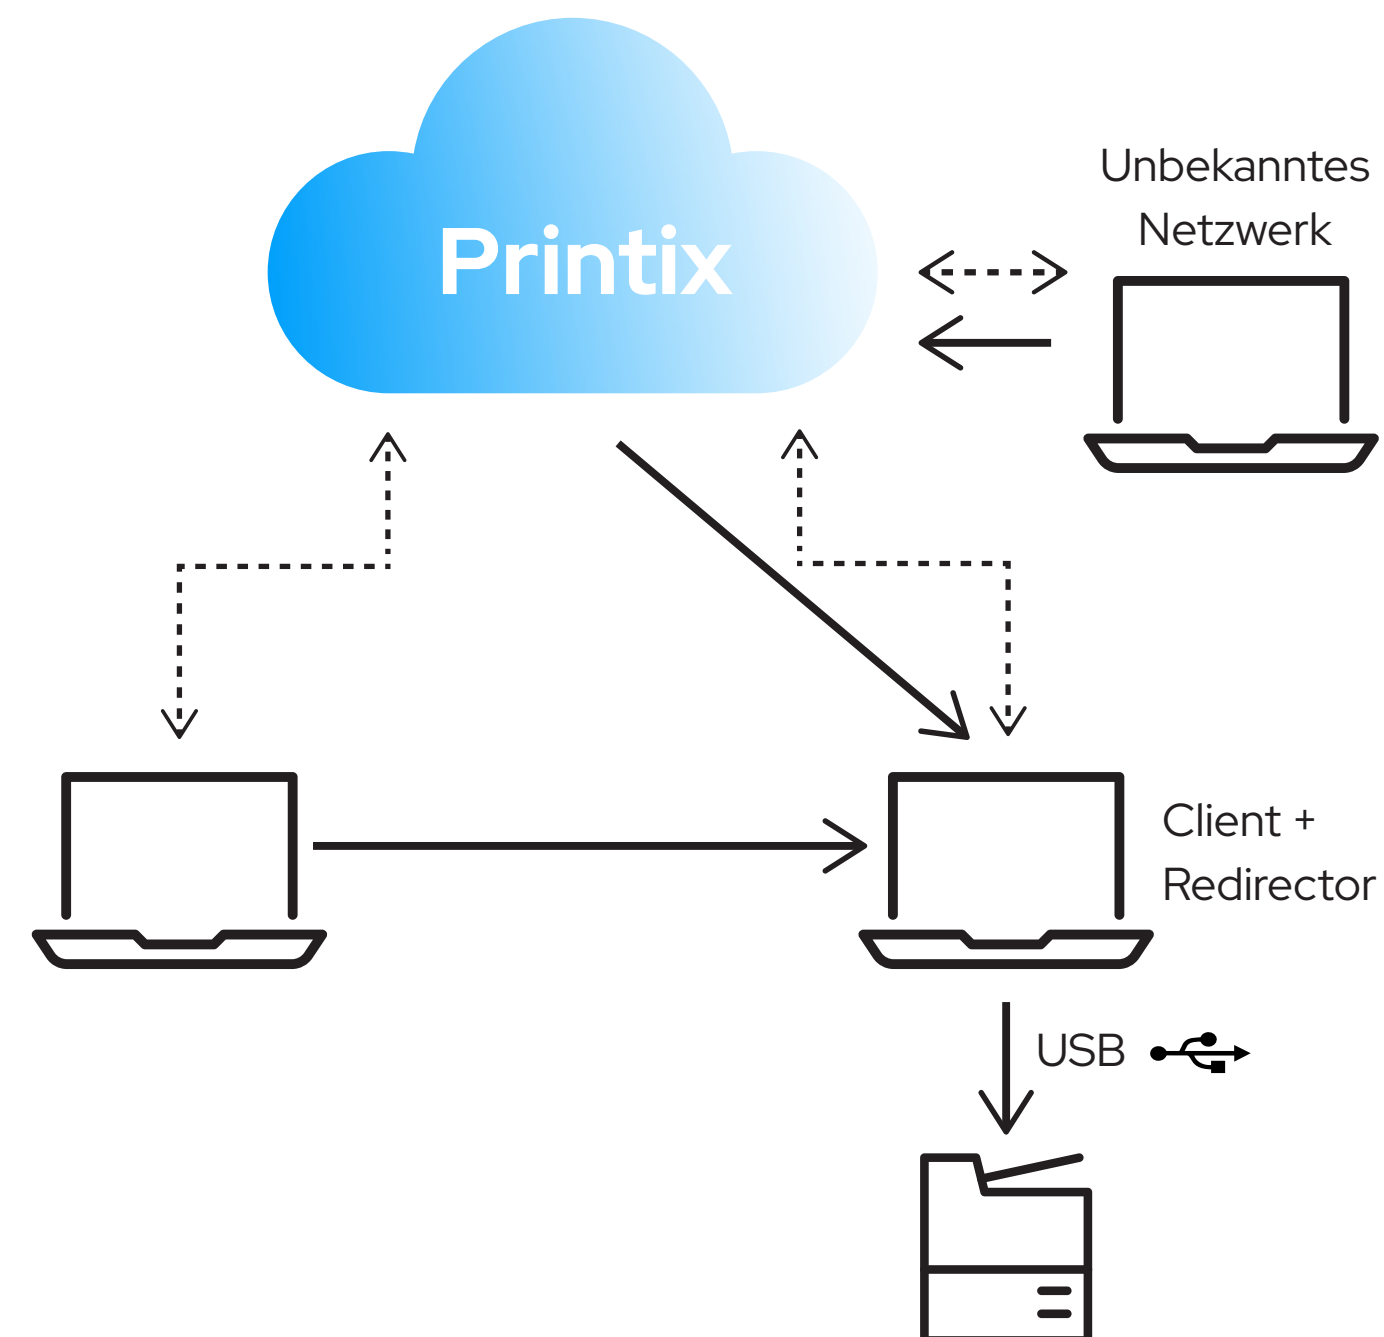 Unbekanntes
Netzwerk
Printix
Client +
Redirector
USB